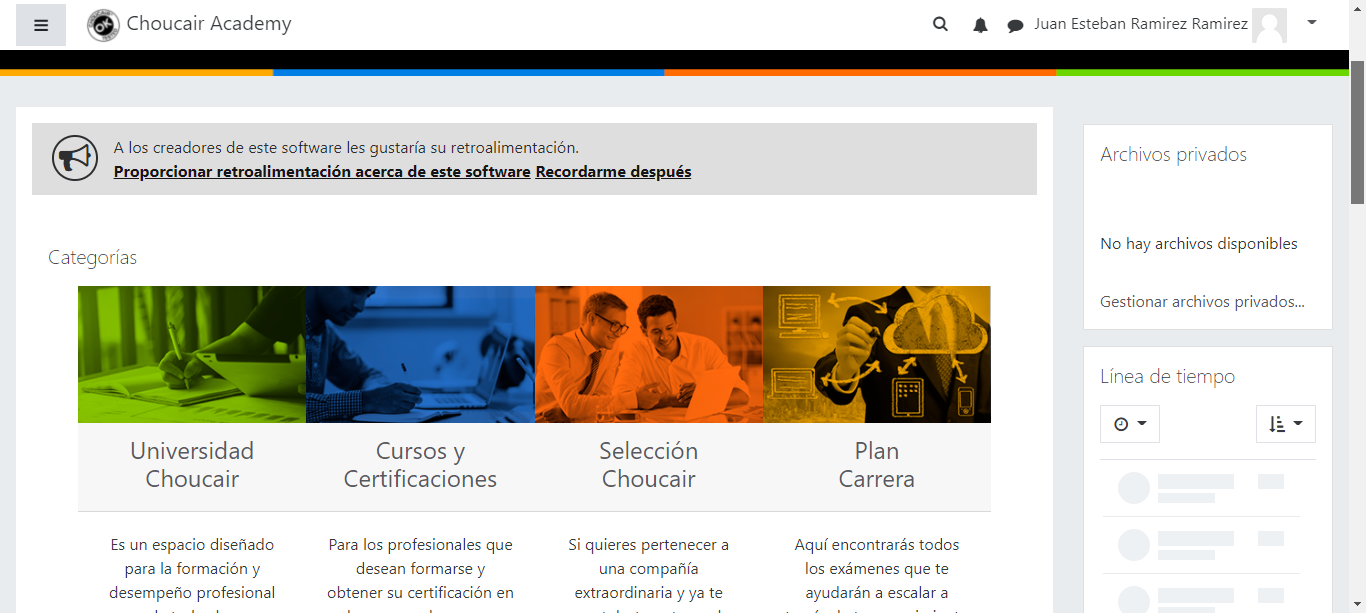 Choucair Academy
Juan Esteban Ramirez Ramirez
A los creadores de este software les gustaría su retroalimentación.
Proporcionar retroalimentación acerca de este software Recordarme después
Categorías
Universidad
Choucair
Es un espacio diseñado
para la formación y
desempeño profesional
Cursos y
Certificaciones
Para los profesionales que
desean formarse y
obtener su certificación en
Selección
Choucair
Si quieres pertenecer a
una compañía
extraordinaria y ya te
Plan
Carrera
Aquí encontrarás todos
los exámenes que te
ayudarán a escalar a
Archivos privados
No hay archivos disponibles
Gestionar archivos privados...
Línea de tiempo